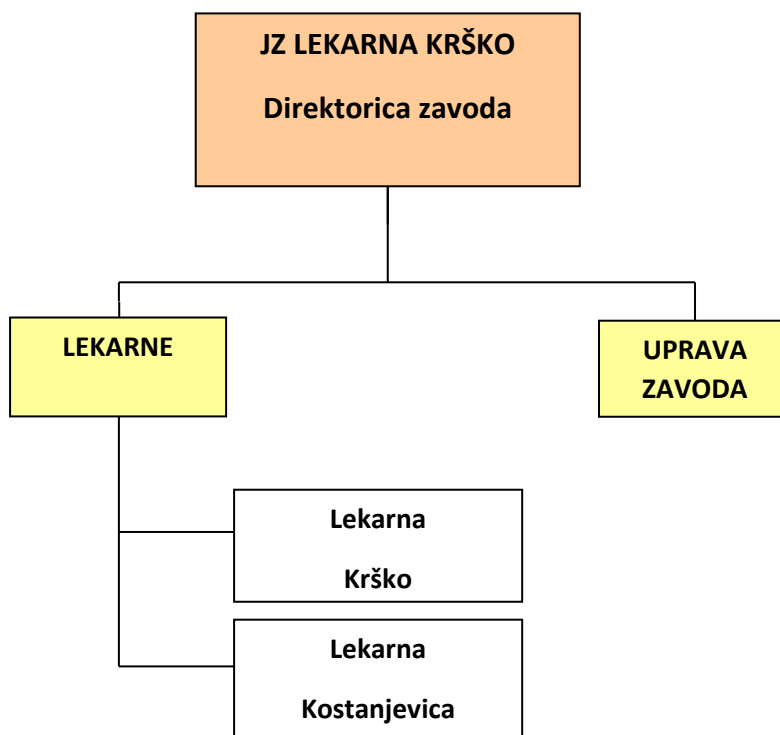 JZ LEKARNA KRŠKO
Direktorica zavoda
LEKARNE
UPRAVA
ZAVODA
Lekarna
Krško
Lekarna
Kostanjevica